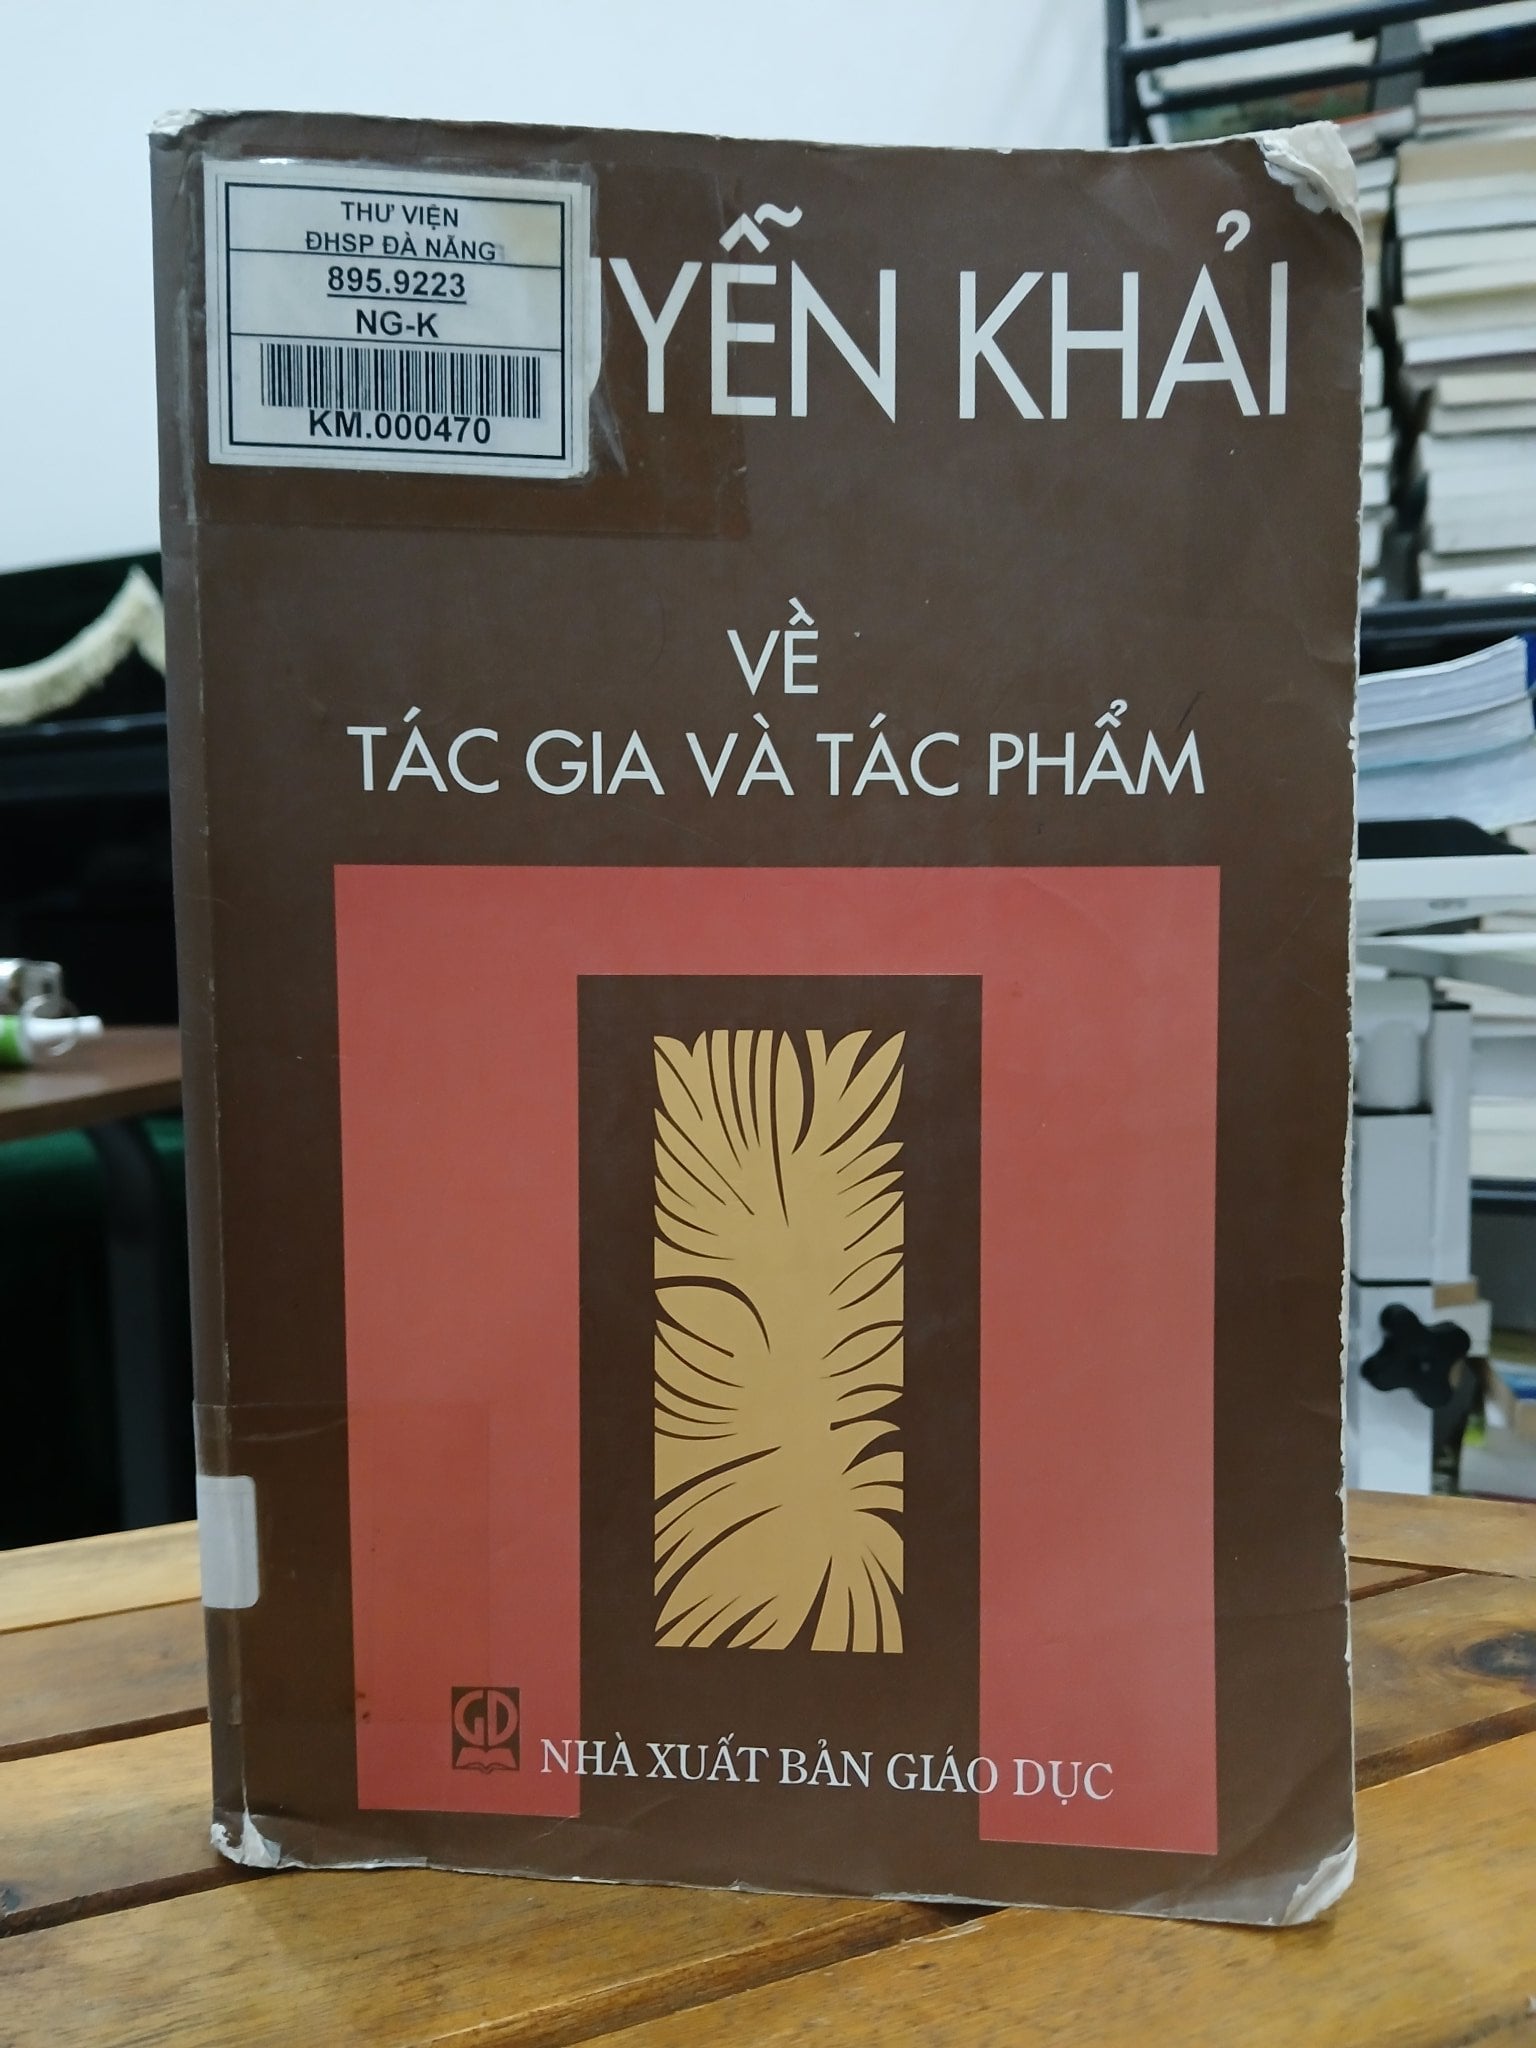 THƯ VIỆN
ĐHSP ĐÀ NẴNG
895.9223
NG-K
KM.000470
UYỄN KHẢI
VỀ
TÁC GIA VÀ TÁC PHẨM
GD
NHÀ XUẤT BẢN GIÁO DỤC